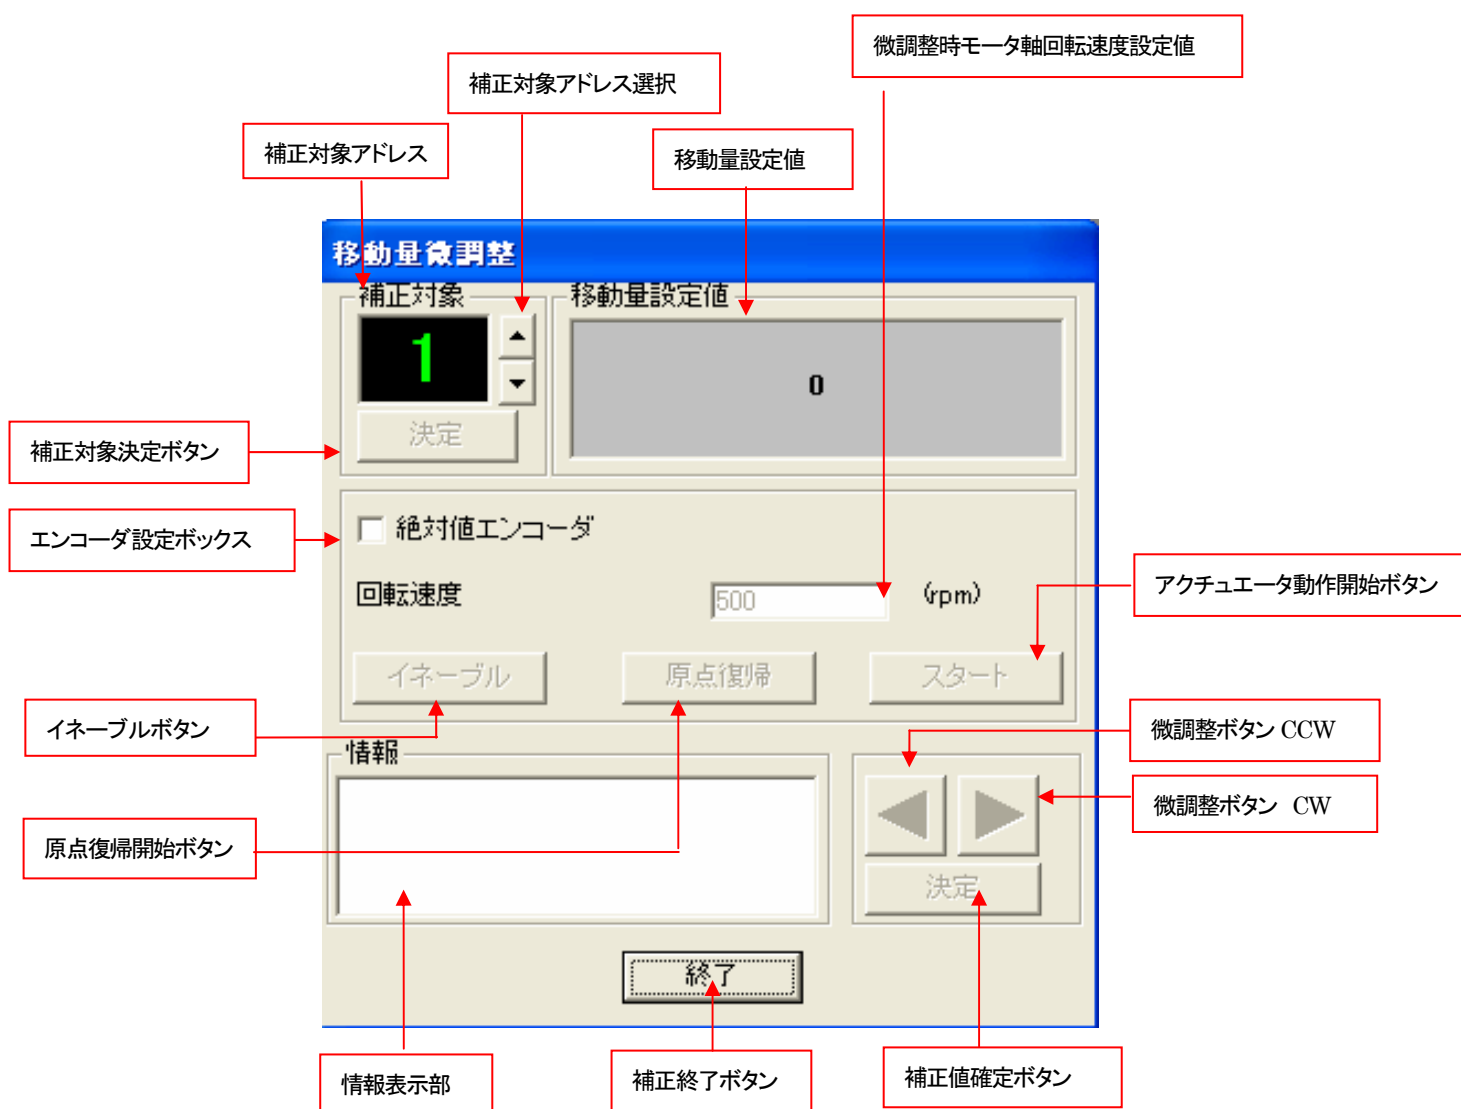 微調整時モータ軸回転速度設定値
補正対象アドレス選択
補正対象アドレス
移動量設定値
移動量微調整
補正対象
移動量設定値
1
0
決定
補正対象決定ボタン
エンコーダ設定ボックス
絶対値エンコーダ
回転速度
500
(rpm)
アクチュエータ動作開始ボタン
イネーブル
原点復帰
スタート
イネーブルボタン
微調整ボタン CCW
情報
微調整ボタン CW
原点復帰開始ボタン
決定
終了
情報表示部
補正終了ボタン
補正値確定ボタン